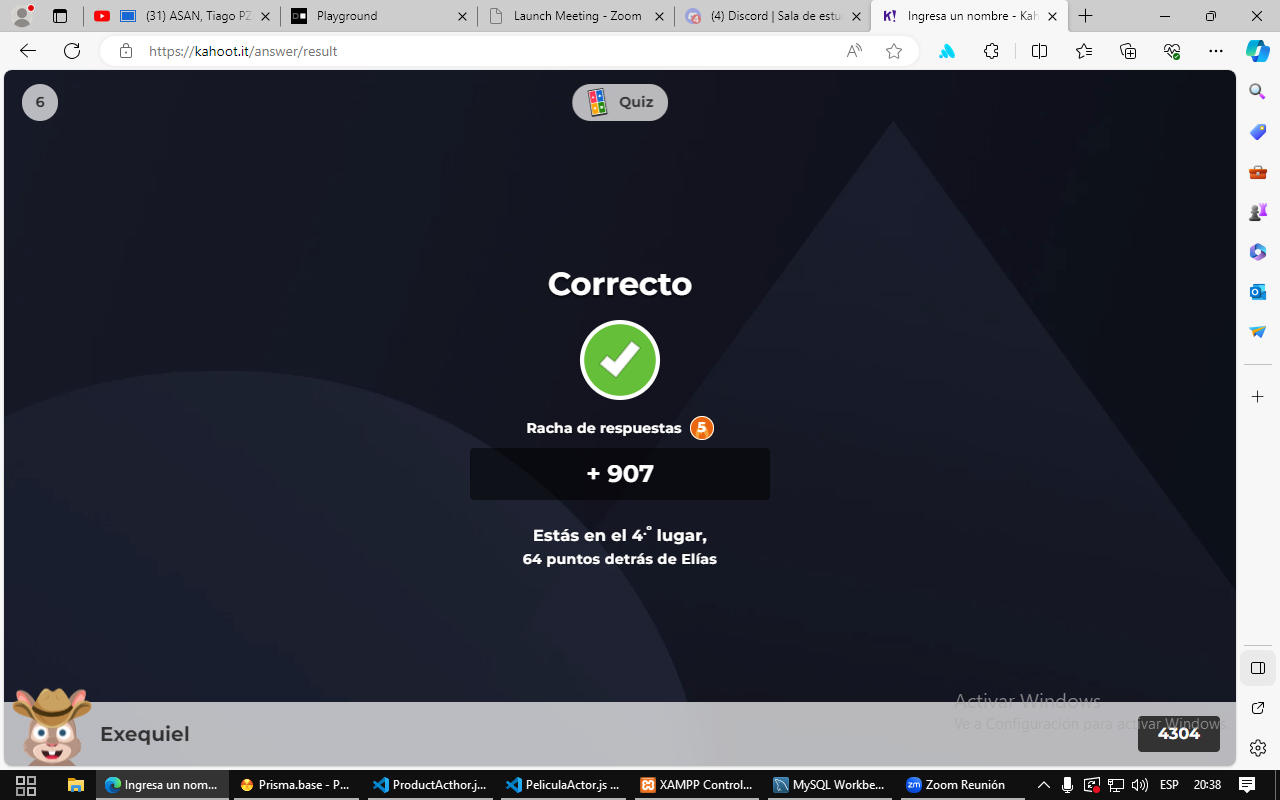 (31) ASAN, Tiago PZ
Playground
Launch Meeting - Zoom
(4) Discord | Sala de estu
K! Ingresa un nombre - Kah
https://kahoot.it/answer/result
6
Quiz
Correcto
Racha de respuestas 5
+ 907
Estás en el 4.º lugar,
64 puntos detrás de Elías
Activar Windows
Ve a Configuración para activar Windows.
Exequiel
4304
Ingresa un nom...
Prisma.base - P...
ProductActhor.j...
PeliculaActor.js ...
XAMPP Control...
MySQL Workbe...
zm Zoom Reunión
ESP
20:38